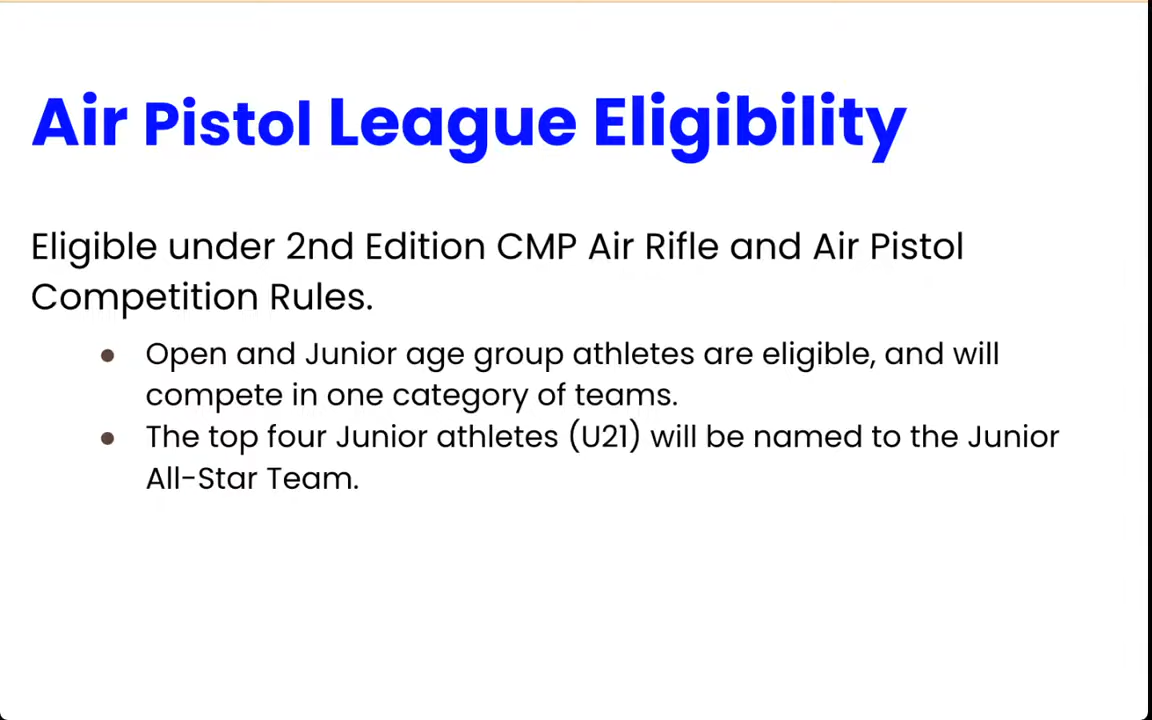 Air Pistol League Eligibility
Eligible under 2nd Edition CMP Air Rifle and Air Pistol
Competition Rules.
● Open and Junior age group athletes are eligible, and will
compete in one category of teams.
● The top four Junior athletes (U21) will be named to the Junior
All-Star Team.